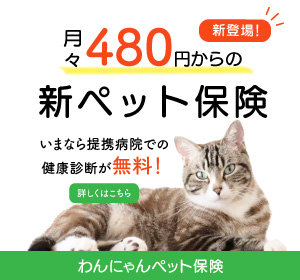 新登場!
月々480円からの
新ペット保険
いまなら提携病院での
健康診断が無料!
詳しくはこちら
わんにゃんペット保険